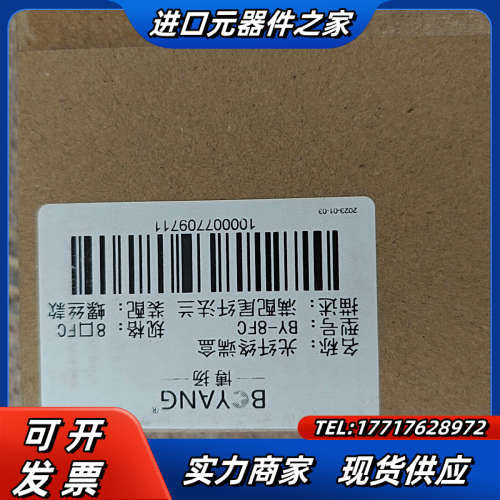 进口元器件之家
BOYANG®
博扬
名称：光纤终端盒
型号：BY-8FC 规格：8口FC
描述：满配尾纤法兰 装配：螺丝款
100007709711
2023-01-03
可开
发票
TEL:17717628972
实力商家 现货供应